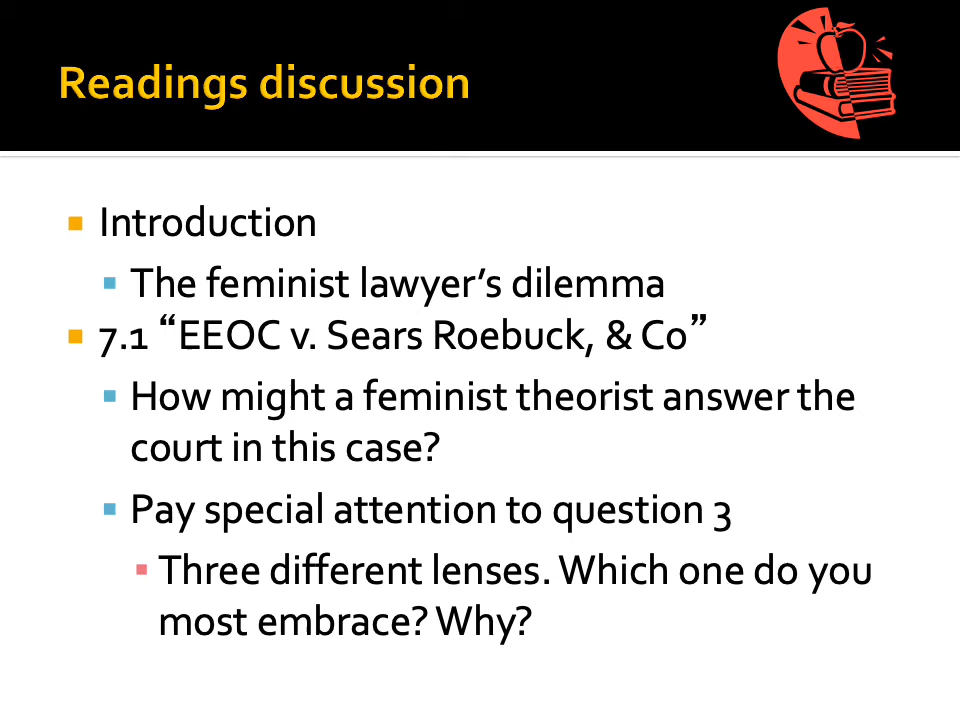 Readings discussion
Introduction
The feminist lawyer’s dilemma
7.1 “EEOC v. Sears Roebuck, & Co”
How might a feminist theorist answer the
court in this case?
Pay special attention to question 3
Three different lenses. Which one do you
most embrace? Why?